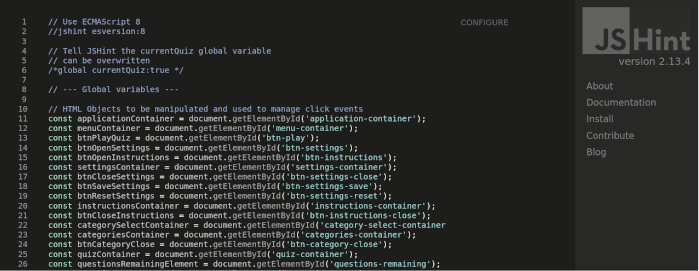 1 // Use ECMAScript 8
2 //jshint esversion:8
3
4 // Tell JSHint the currentQuiz global variable
5 // can be overwritten
6 /*global currentQuiz:true */
7
8 // --- Global variables ---
9
10 // HTML Objects to be manipulated and used to manage click events
11 const applicationContainer = document.getElementById('application-container');
12 const menuContainer = document.getElementById('menu-container');
13 const btnPlayQuiz = document.getElementById('btn-play');
14 const btnOpenSettings = document.getElementById('btn-settings');
15 const btnOpenInstructions = document.getElementById('btn-instructions');
16 const settingsContainer = document.getElementById('settings-container');
17 const btnCloseSettings = document.getElementById('btn-settings-close');
18 const btnSaveSettings = document.getElementById('btn-settings-save');
19 const btnResetSettings = document.getElementById('btn-settings-reset');
20 const instructionsContainer = document.getElementById('instructions-container');
21 const btnCloseInstructions = document.getElementById('btn-instructions-close');
22 const categorySelectContainer = document.getElementById('category-select-container
23 const categoriesContainer = document.getElementById('categories-container');
24 const btnCategoryClose = document.getElementById('btn-category-close');
25 const quizContainer = document.getElementById('quiz-container');
26 const questionsRemainingElement = document.getElementById('questions-remaining');
CONFIGURE
JSHint
version 2.13.4
About
Documentation
Install
Contribute
Blog